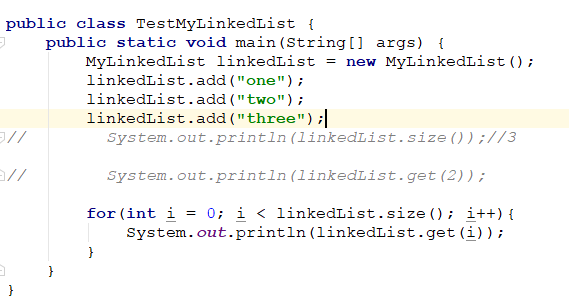 public class TestMyLinkedList {
    public static void main(String[] args) {
        MyLinkedList linkedList = new MyLinkedList();
        linkedList.add("one");
        linkedList.add("two");
        linkedList.add("three");
//        System.out.println(linkedList.size());//3
//        System.out.println(linkedList.get(2));
        for(int i = 0; i < linkedList.size(); i++){
            System.out.println(linkedList.get(i));
        }
    }
}